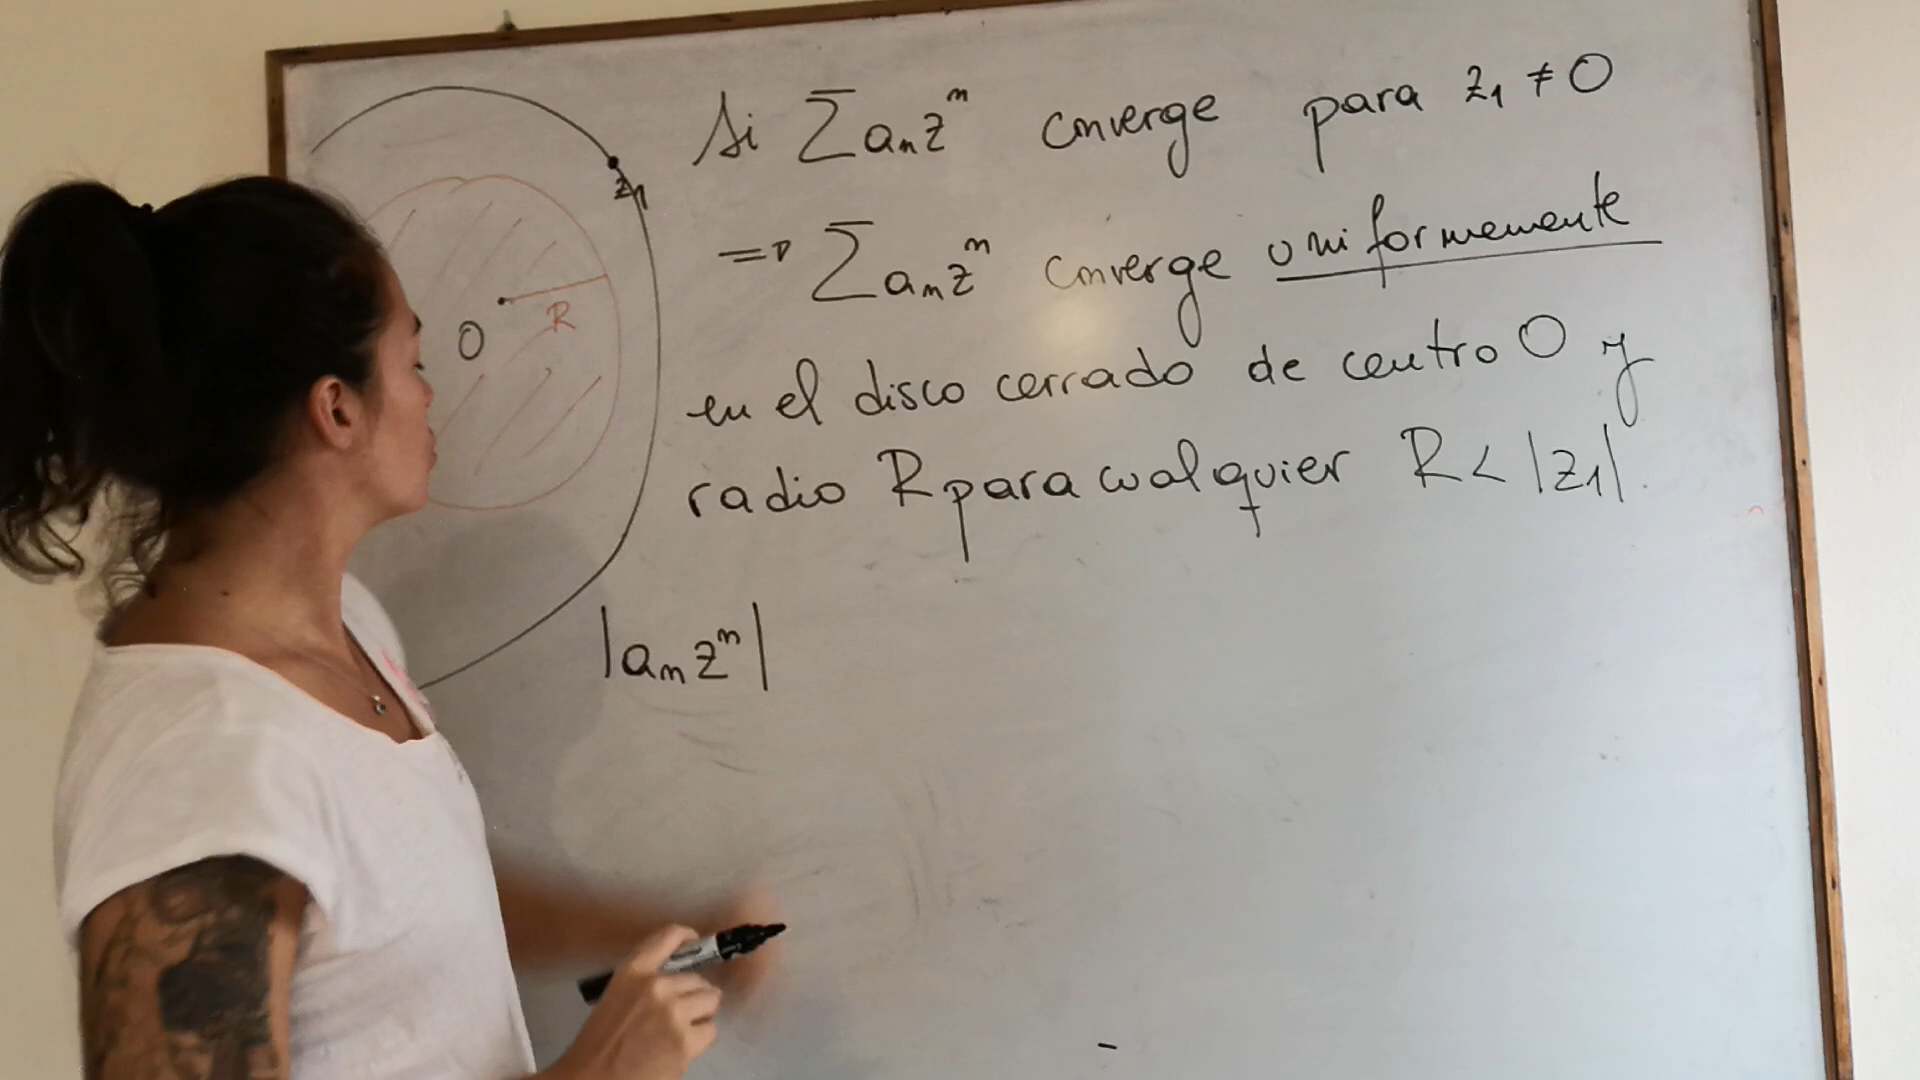 Si ∑ aₙzⁿ converge para z₁ ≠ 0
⇒ ∑ aₙzⁿ converge uniformemente
en el disco cerrado de centro 0 y
radio R para cualquier R < |z₁|.
|aₙzⁿ|
z₁
0
R